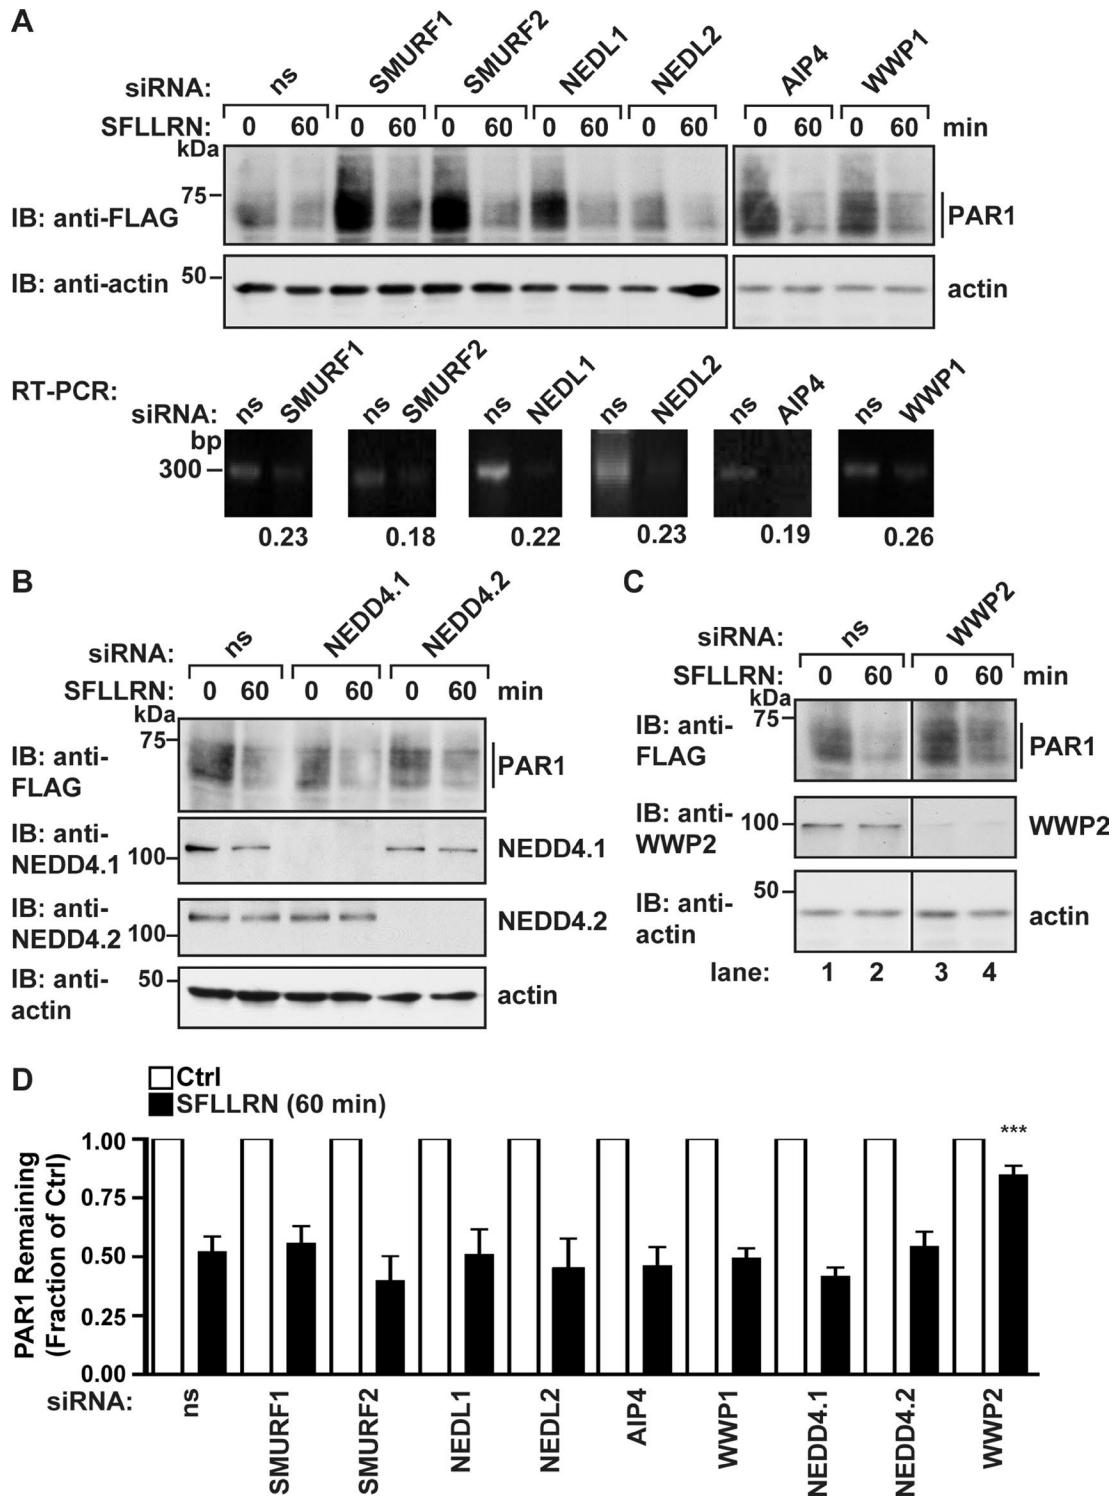 A
siRNA: ns SMURF1 SMURF2 NEDL1 NEDL2 AIP4 WWP1
SFLLRN: 0 60 0 60 0 60 0 60 0 60 0 60 0 60 min
kDa
75
IB: anti-FLAG PAR1
50
IB: anti-actin actin
RT-PCR:
siRNA: ns SMURF1 ns SMURF2 ns NEDL1 ns NEDL2 ns AIP4 ns WWP1
bp
300
0.23 0.18 0.22 0.23 0.19 0.26
B
siRNA: ns NEDD4.1 NEDD4.2
SFLLRN: 0 60 0 60 0 60 min
kDa
75
IB: anti- PAR1
FLAG
IB: anti-
NEDD4.1 100 NEDD4.1
IB: anti-
NEDD4.2 100 NEDD4.2
IB: anti- 50
actin actin
C
siRNA: ns WWP2
SFLLRN: 0 60 0 60 min
kDa
75
IB: anti- PAR1
FLAG
IB: anti- 100 WWP2
WWP2
50
IB: anti- actin
actin
lane: 1 2 3 4
D
Ctrl
SFLLRN (60 min)
PAR1 Remaining
(Fraction of Ctrl)
1.00
0.75
0.50
0.25
0.00
***
siRNA: ns SMURF1 SMURF2 NEDL1 NEDL2 AIP4 WWP1 NEDD4.1 NEDD4.2 WWP2